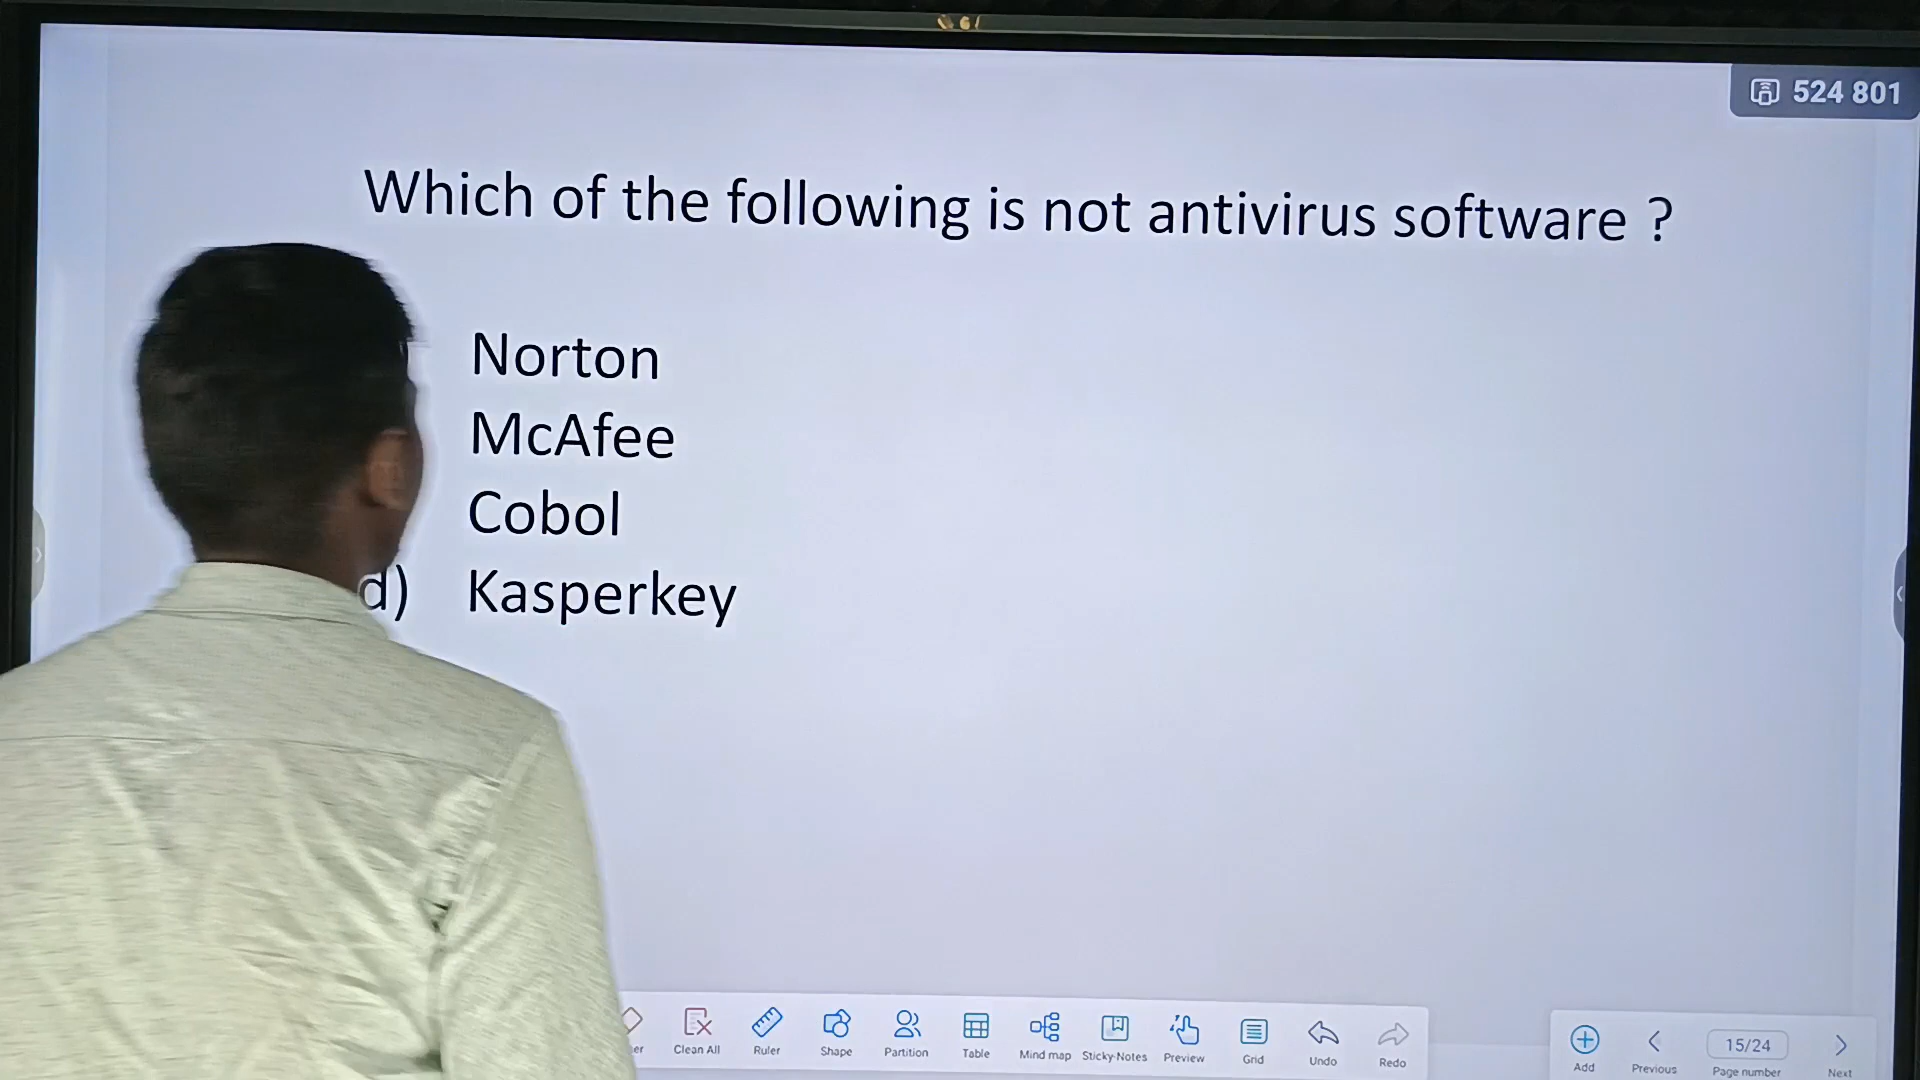 524 801
Which of the following is not antivirus software ?
Norton
McAfee
Cobol
d) Kasperkey
Clean All
Ruler
Shape
Partition
Table
Mind map
Sticky Notes
Preview
Grid
Undo
Redo
Add
Previous
15/24
Page number
Next